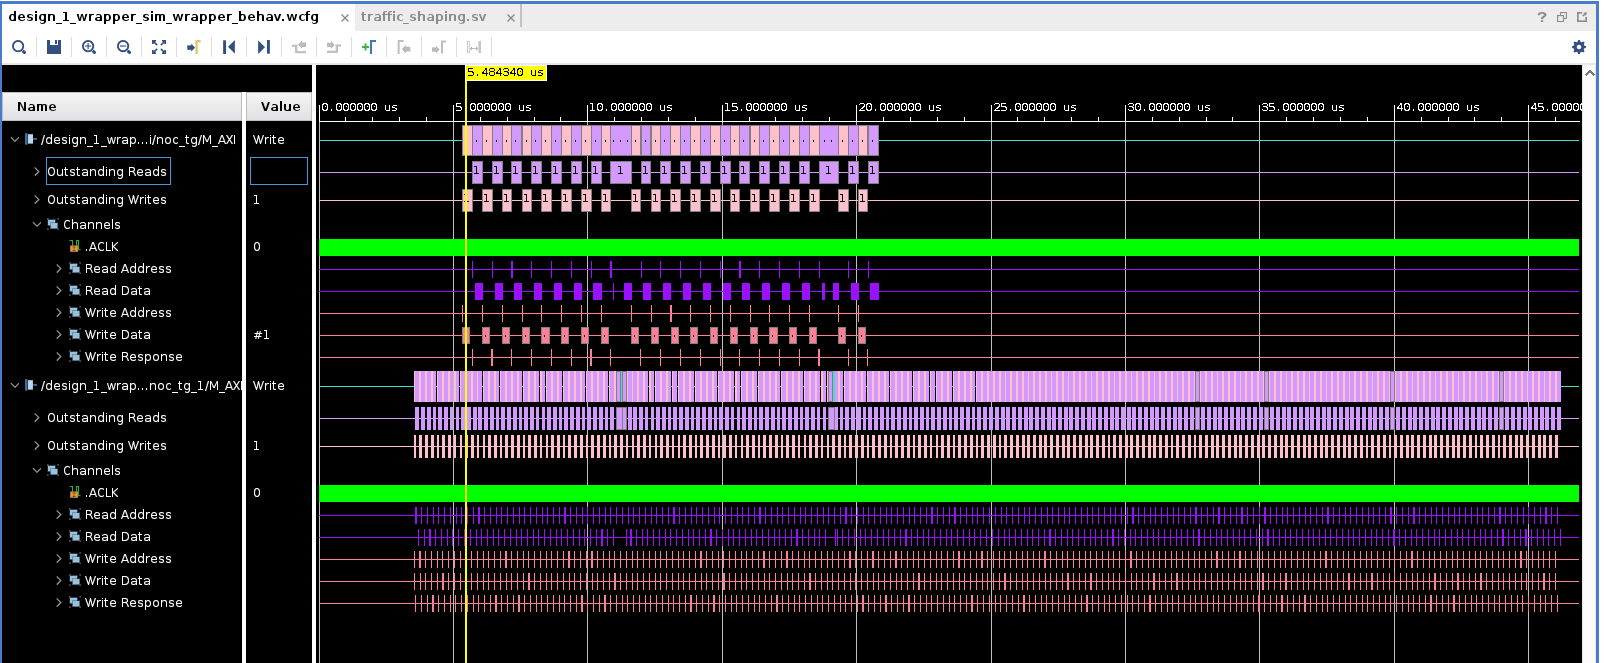 design_1_wrapper_sim_wrapper_behav.wcfg × traffic_shaping.sv × ?
5.484340 us
Name Value 0.000000 us 5.000000 us 10.000000 us 15.000000 us 20.000000 us 25.000000 us 30.000000 us 35.000000 us 40.000000 us 45.00000
/design_1_wrap...i/noc_tg/M_AXI Write
Outstanding Reads 1 1 1 1 1 1 1 1 1 1 1 1 1 1 1 1 1 1 1 1
Outstanding Writes 1 1 1 1 1 1 1 1 1 1 1 1 1 1 1 1 1 1 1 1 1
Channels
.ACLK 0
Read Address
Read Data
Write Address
Write Data #1
Write Response
/design_1_wrap...noc_tg_1/M_AXI Write
Outstanding Reads
Outstanding Writes 1
Channels
.ACLK 0
Read Address
Read Data
Write Address
Write Data
Write Response